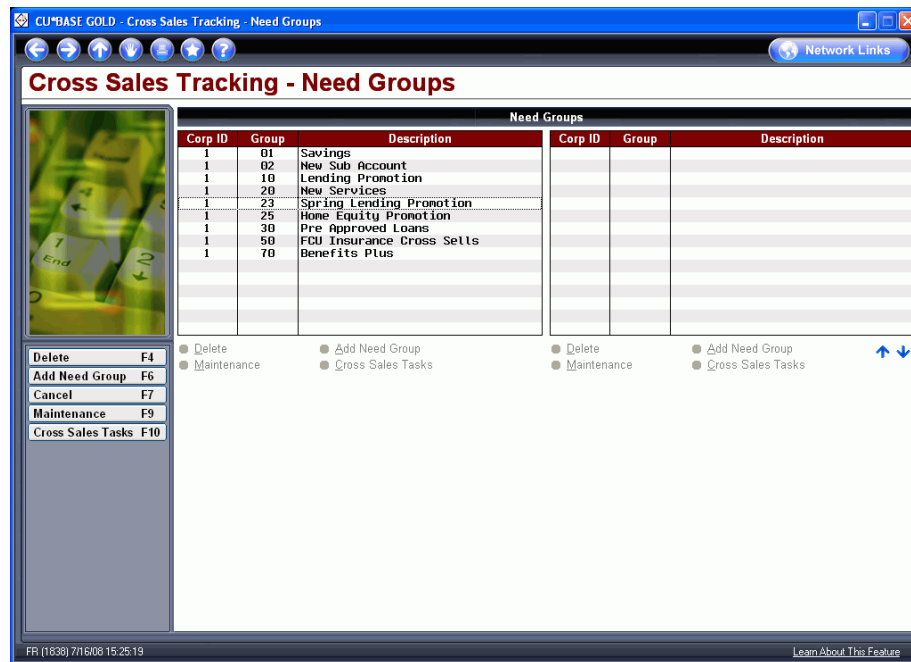 CU*BASE GOLD - Cross Sales Tracking - Need Groups
Network Links
Cross Sales Tracking - Need Groups
Need Groups
Corp ID Group Description Corp ID Group Description
1 01 Savings
1 02 New Sub Account
1 10 Lending Promotion
1 20 New Services
1 23 Spring Lending Promotion
1 25 Home Equity Promotion
1 30 Pre Approved Loans
1 50 FCU Insurance Cross Sells
1 70 Benefits Plus
4
1
End
2
0
Delete Add Need Group Delete Add Need Group
Maintenance Cross Sales Tasks Maintenance Cross Sales Tasks
Delete F4
Add Need Group F6
Cancel F7
Maintenance F9
Cross Sales Tasks F10
FR (1838) 7/16/08 15:25:19
Learn About This Feature